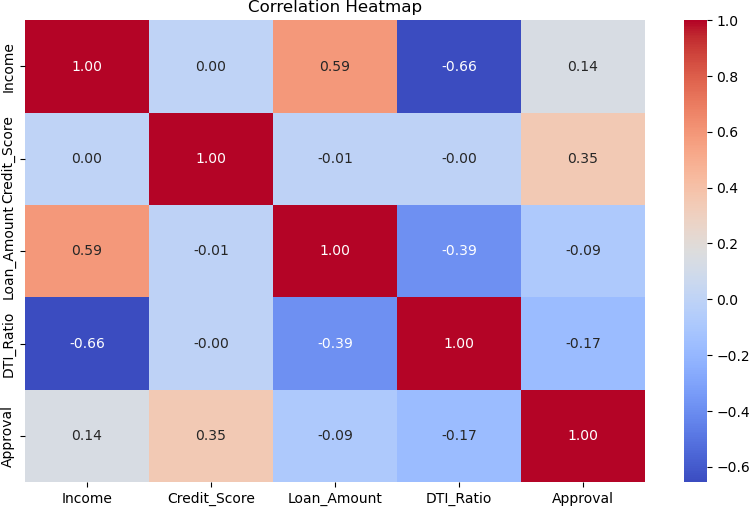 Correlation Heatmap
Income 1.00 0.00 0.59 -0.66 0.14
Credit_Score 0.00 1.00 -0.01 -0.00 0.35
Loan_Amount 0.59 -0.01 1.00 -0.39 -0.09
DTI_Ratio -0.66 -0.00 -0.39 1.00 -0.17
Approval 0.14 0.35 -0.09 -0.17 1.00
Income Credit_Score Loan_Amount DTI_Ratio Approval
1.0
0.8
0.6
0.4
0.2
0.0
−0.2
−0.4
−0.6